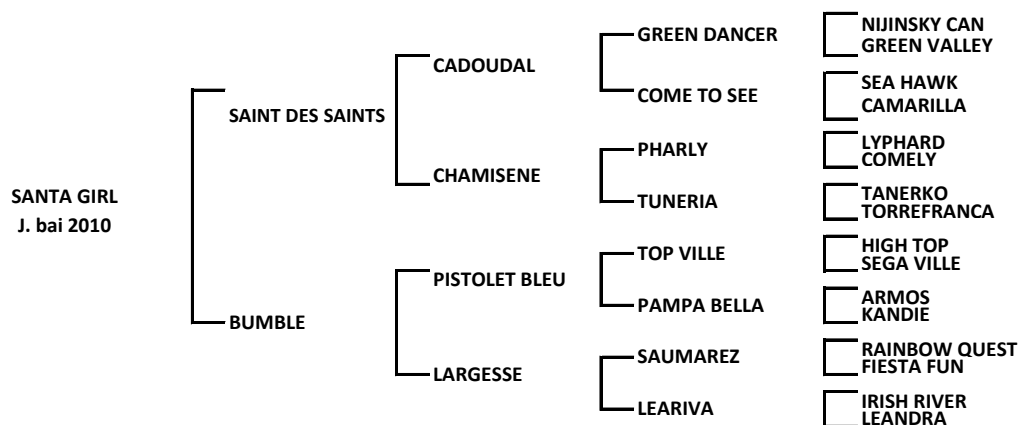 SANTA GIRL
J. bai 2010
SAINT DES SAINTS
BUMBLE
CADOUDAL
CHAMISENE
PISTOLET BLEU
LARGESSE
GREEN DANCER
COME TO SEE
PHARLY
TUNERIA
TOP VILLE
PAMPA BELLA
SAUMAREZ
LEARIVA
NIJINSKY CAN
GREEN VALLEY
SEA HAWK
CAMARILLA
LYPHARD
COMELY
TANERKO
TORREFRANCA
HIGH TOP
SEGA VILLE
ARMOS
KANDIE
RAINBOW QUEST
FIESTA FUN
IRISH RIVER
LEANDRA